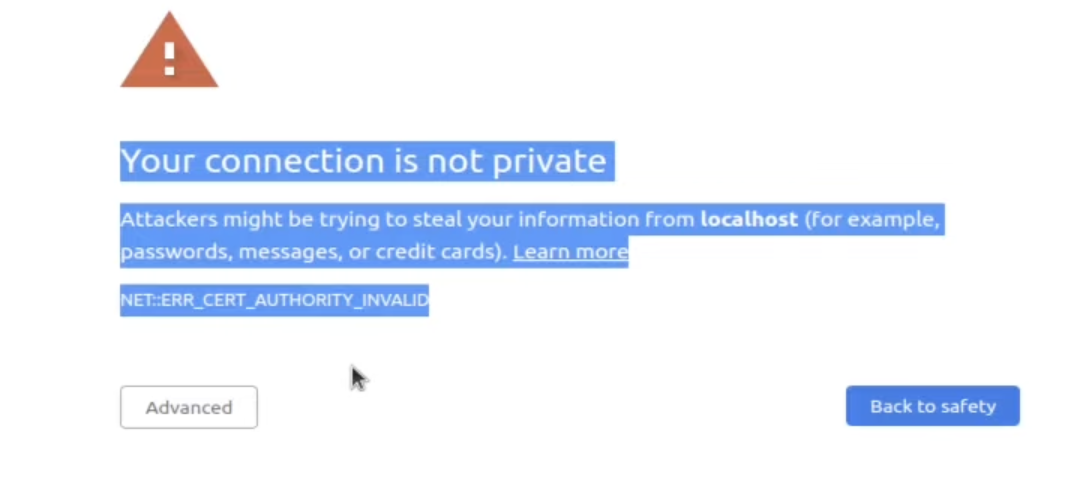 Your connection is not private
Attackers might be trying to steal your information from localhost (for example,
passwords, messages, or credit cards). Learn more
NET::ERR_CERT_AUTHORITY_INVALID
Advanced
Back to safety